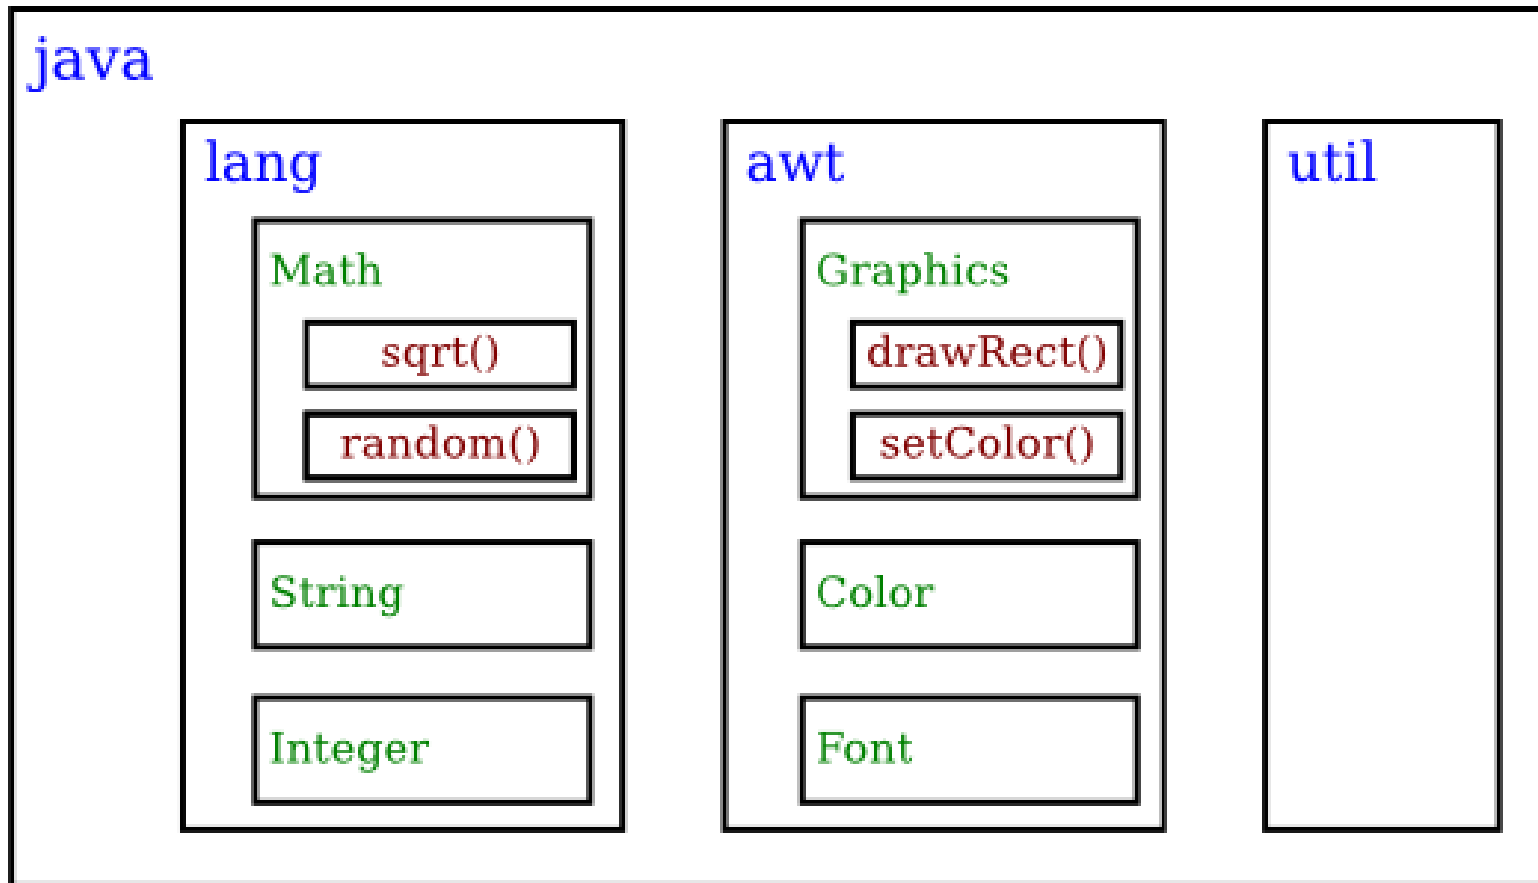 java
lang
Math
sqrt()
random()
String
Integer
awt
Graphics
drawRect()
setColor()
Color
Font
util